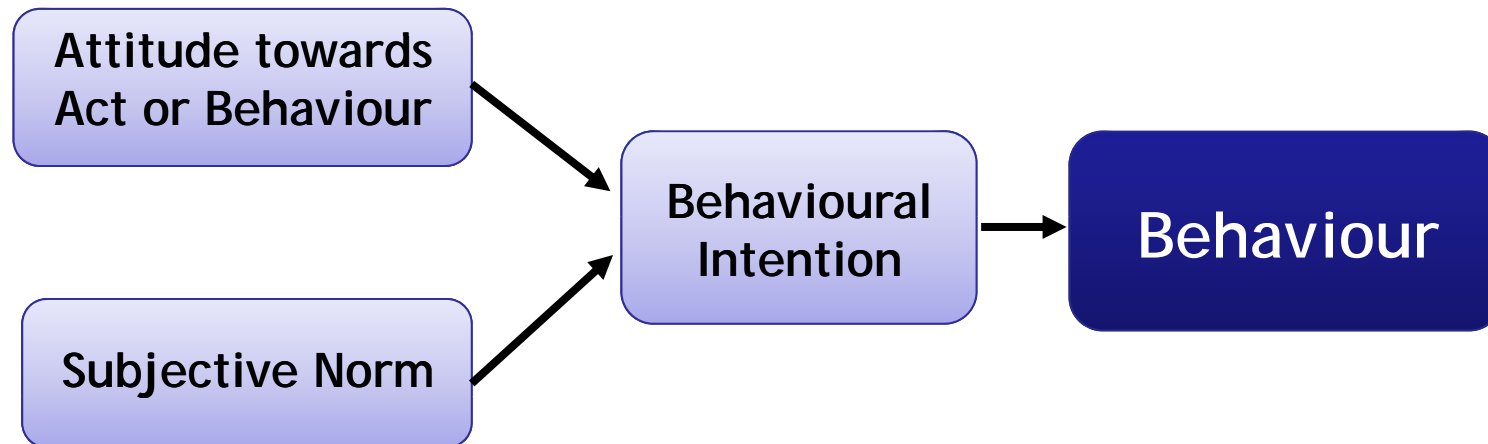 Attitude towards
Act or Behaviour
Subjective Norm
Behavioural
Intention
Behaviour